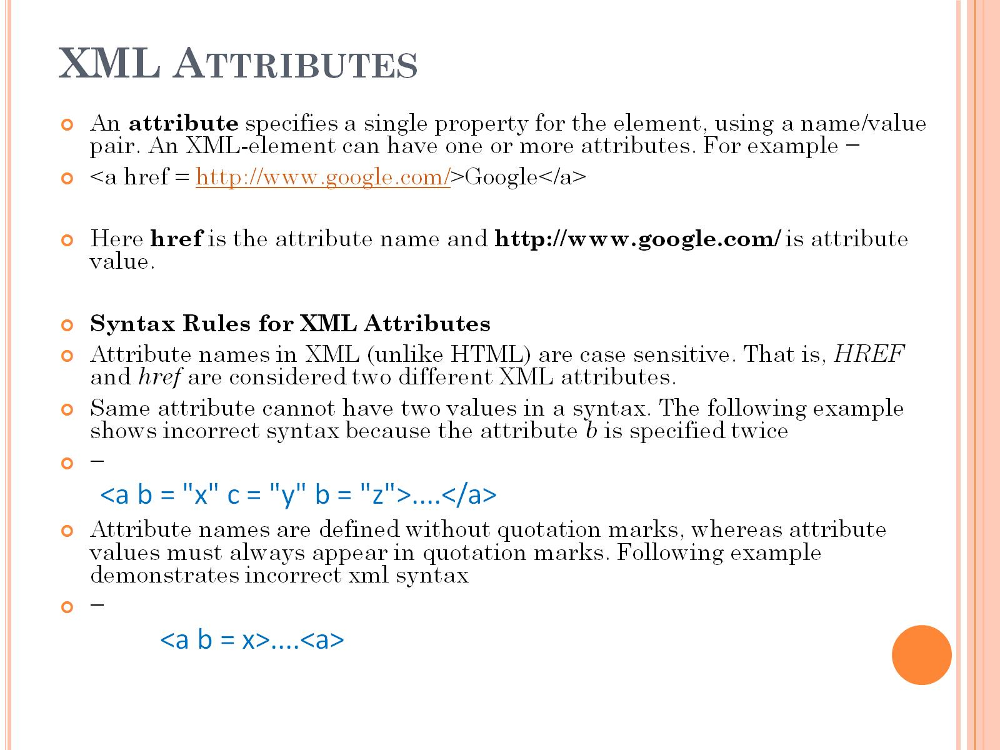 XML ATTRIBUTES
An attribute specifies a single property for the element, using a name/value
pair. An XML-element can have one or more attributes. For example –
<a href = http://www.google.com/>Google</a>
Here href is the attribute name and http://www.google.com/ is attribute
value.
Syntax Rules for XML Attributes
Attribute names in XML (unlike HTML) are case sensitive. That is, HREF
and href are considered two different XML attributes.
Same attribute cannot have two values in a syntax. The following example
shows incorrect syntax because the attribute b is specified twice
–
<a b = "x" c = "y" b = "z">....</a>
Attribute names are defined without quotation marks, whereas attribute
values must always appear in quotation marks. Following example
demonstrates incorrect xml syntax
–
<a b = x>....<a>